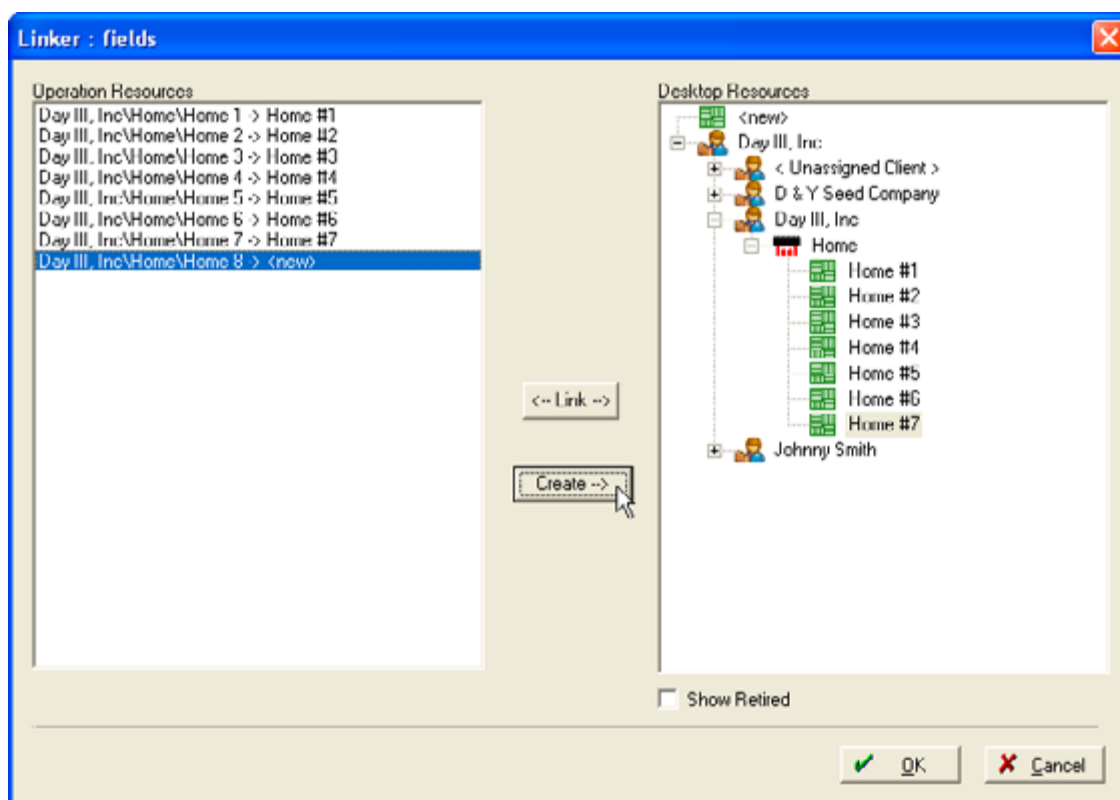 Linker : fields
Operation Resources
Day III, Inc\Home\Home 1 -> Home #1
Day III, Inc\Home\Home 2 -> Home #2
Day III, Inc\Home\Home 3 -> Home #3
Day III, Inc\Home\Home 4 -> Home #4
Day III, Inc\Home\Home 5 -> Home #5
Day III, Inc\Home\Home 6 -> Home #6
Day III, Inc\Home\Home 7 -> Home #7
Day III, Inc\Home\Home 8 -> <new>
<-- Link -->
Create -->
Desktop Resources
<new>
Day III, Inc
< Unassigned Client >
D & Y Seed Company
Day III, Inc
Home
Home #1
Home #2
Home #3
Home #4
Home #5
Home #6
Home #7
Johnny Smith
Show Retired
OK
Cancel